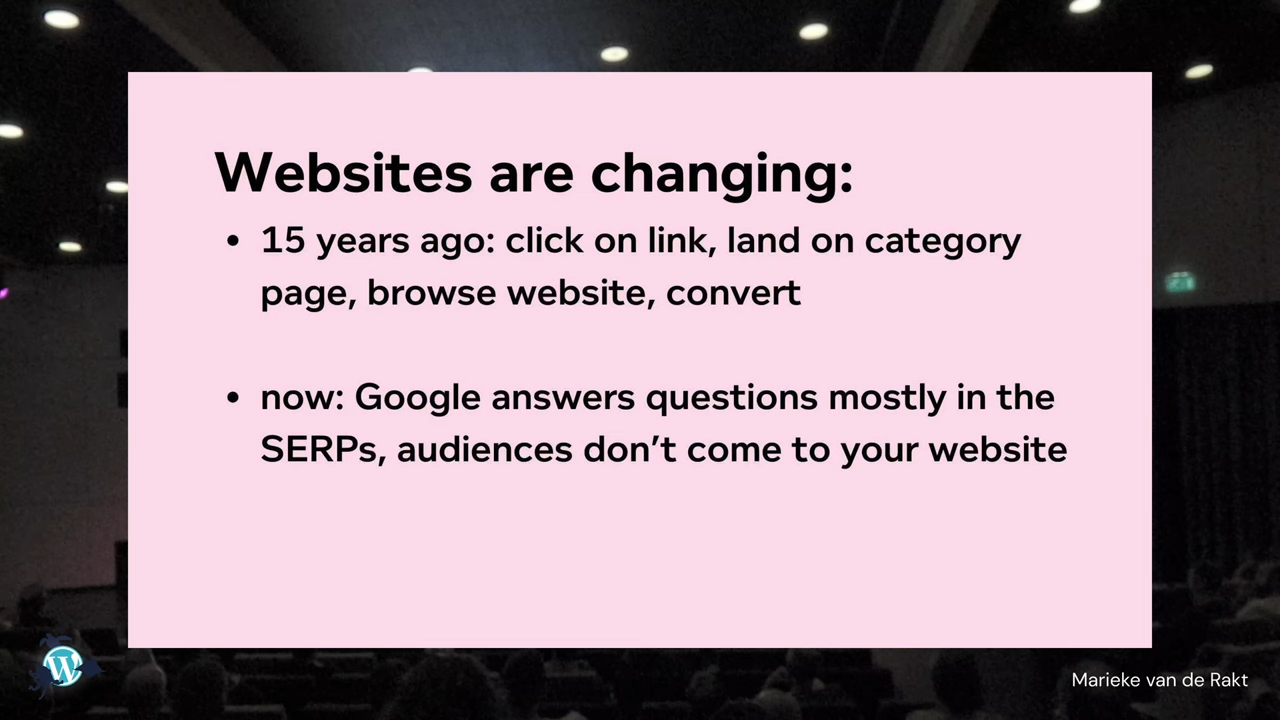 Websites are changing:
• 15 years ago: click on link, land on category
page, browse website, convert
• now: Google answers questions mostly in the
SERPs, audiences don’t come to your website
W
Marieke van de Rakt